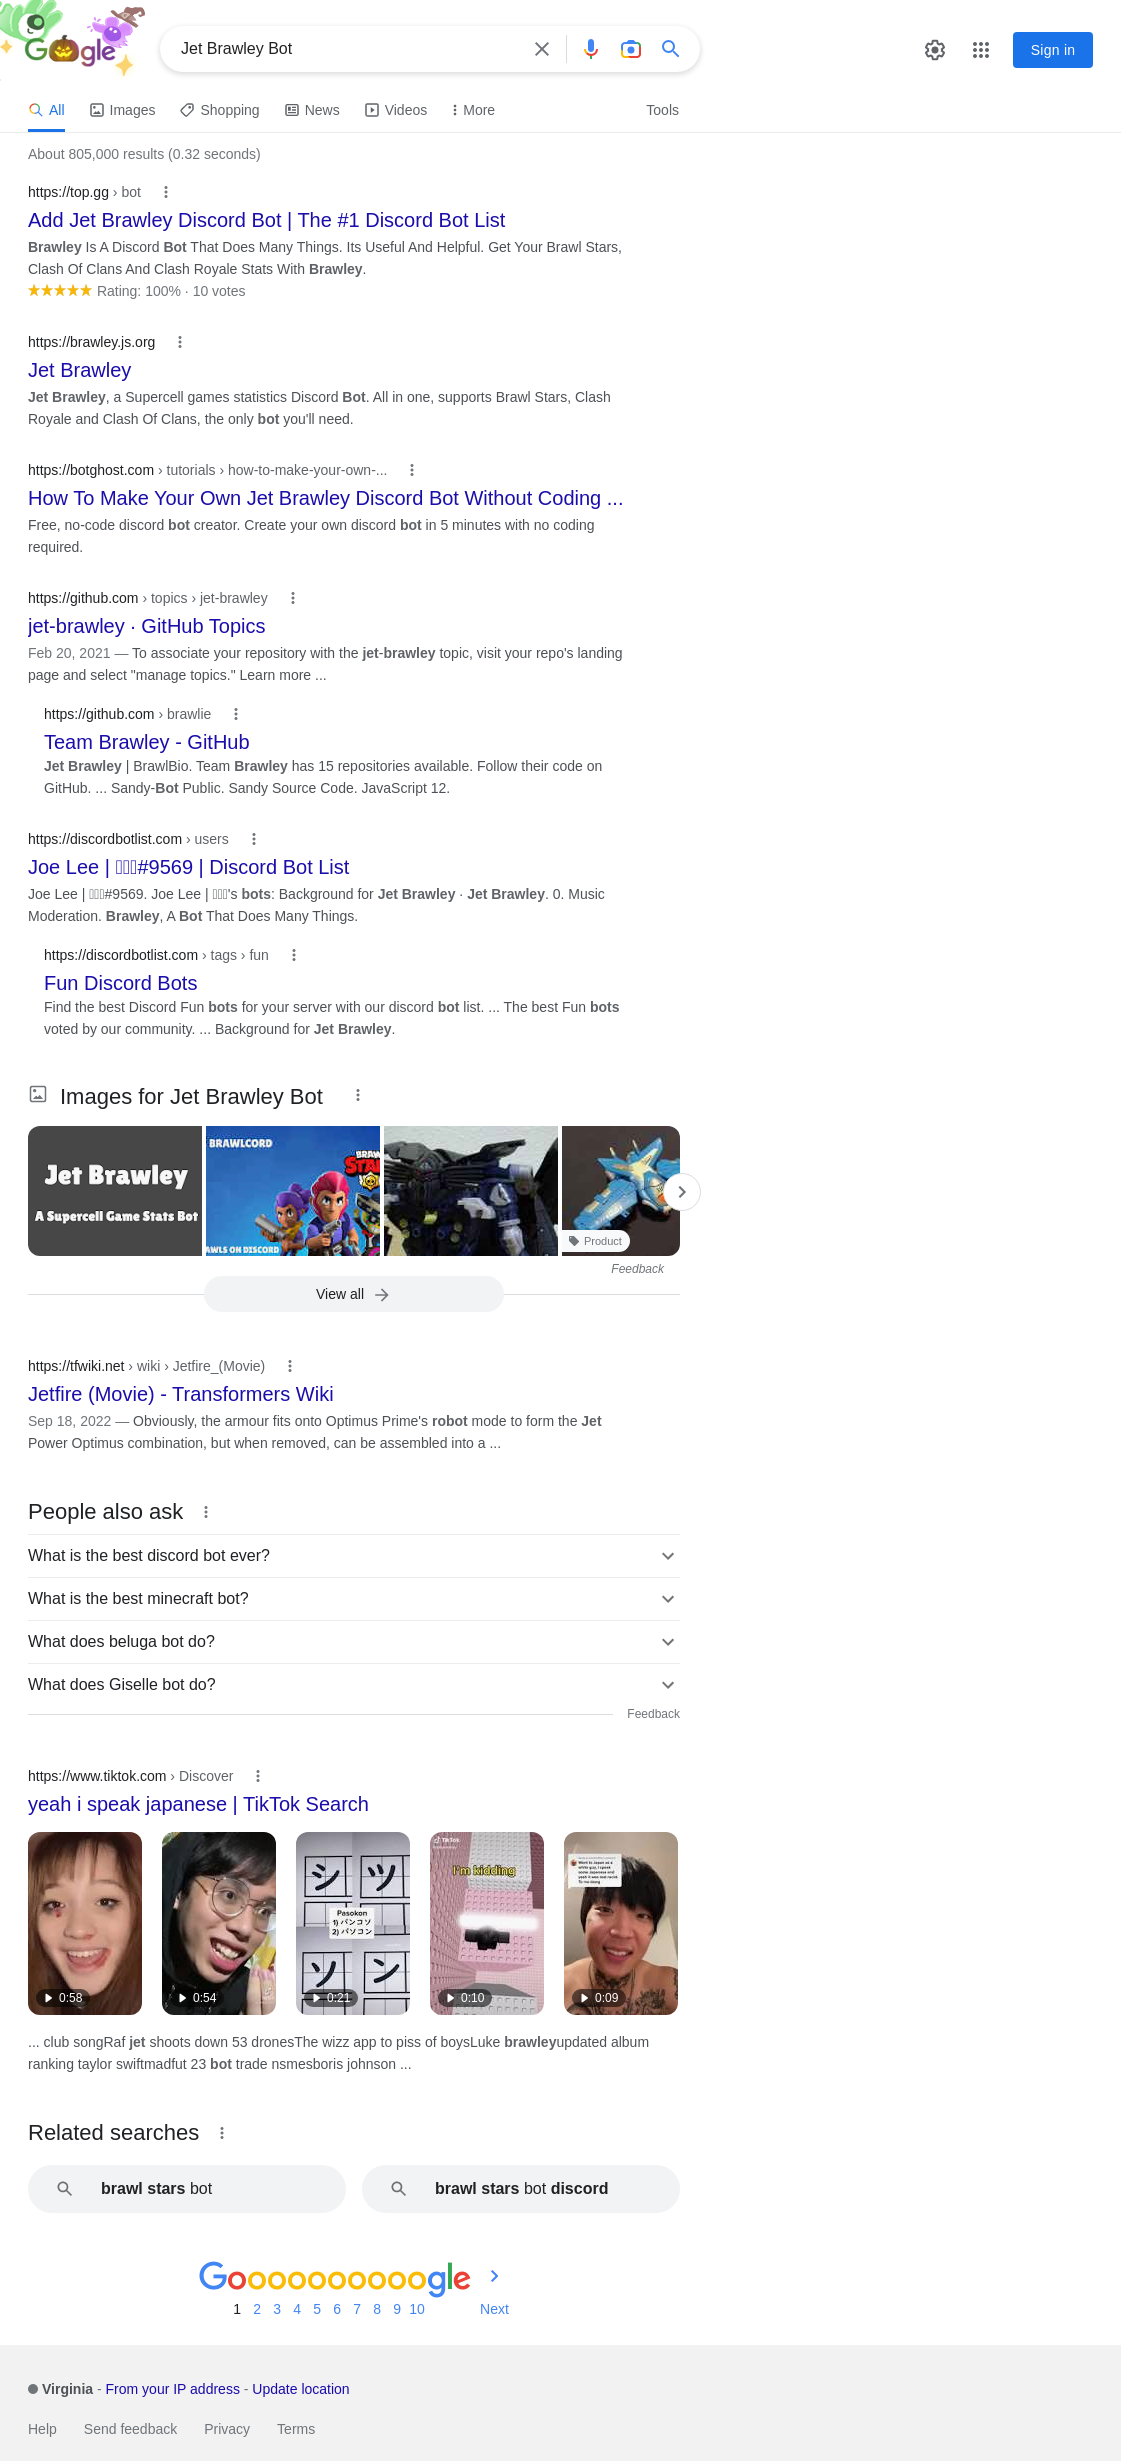 Google
Jet Brawley Bot
Sign in
All
Images
Shopping
News
Videos
More
Tools
About 805,000 results (0.32 seconds)
https://top.gg › bot
Add Jet Brawley Discord Bot | The #1 Discord Bot List
Brawley Is A Discord Bot That Does Many Things. Its Useful And Helpful. Get Your Brawl Stars,
Clash Of Clans And Clash Royale Stats With Brawley.
Rating: 100% · 10 votes
https://brawley.js.org
Jet Brawley
Jet Brawley, a Supercell games statistics Discord Bot. All in one, supports Brawl Stars, Clash
Royale and Clash Of Clans, the only bot you'll need.
https://botghost.com › tutorials › how-to-make-your-own-...
How To Make Your Own Jet Brawley Discord Bot Without Coding ...
Free, no-code discord bot creator. Create your own discord bot in 5 minutes with no coding
required.
https://github.com › topics › jet-brawley
jet-brawley · GitHub Topics
Feb 20, 2021 — To associate your repository with the jet-brawley topic, visit your repo's landing
page and select "manage topics." Learn more ...
https://github.com › brawlie
Team Brawley - GitHub
Jet Brawley | BrawlBio. Team Brawley has 15 repositories available. Follow their code on
GitHub. ... Sandy-Bot Public. Sandy Source Code. JavaScript 12.
https://discordbotlist.com › users
Joe Lee | #9569 | Discord Bot List
Joe Lee | #9569. Joe Lee | 's bots: Background for Jet Brawley · Jet Brawley. 0. Music
Moderation. Brawley, A Bot That Does Many Things.
https://discordbotlist.com › tags › fun
Fun Discord Bots
Find the best Discord Fun bots for your server with our discord bot list. ... The best Fun bots
voted by our community. ... Background for Jet Brawley.
Images for Jet Brawley Bot
Jet Brawley
A Supercell Game Stats Bot
BRAWLCORD
BRAW
STA
AWLS ON DISCORD
Product
Feedback
View all
https://tfwiki.net › wiki › Jetfire_(Movie)
Jetfire (Movie) - Transformers Wiki
Sep 18, 2022 — Obviously, the armour fits onto Optimus Prime's robot mode to form the Jet
Power Optimus combination, but when removed, can be assembled into a ...
People also ask
What is the best discord bot ever?
What is the best minecraft bot?
What does beluga bot do?
What does Giselle bot do?
Feedback
https://www.tiktok.com › Discover
yeah i speak japanese | TikTok Search
0:58
0:54
シ ツ
Pasokon
1) パンコソ
2) パソコン
ソ ン
0:21
TikTok
I'm kidding
0:10
0:09
... club songRaf jet shoots down 53 dronesThe wizz app to piss of boysLuke brawleyupdated album
ranking taylor swiftmadfut 23 bot trade nsmesboris johnson ...
Related searches
brawl stars bot
brawl stars bot discord
Goooooooooogle
1 2 3 4 5 6 7 8 9 10 Next
Virginia - From your IP address - Update location
Help Send feedback Privacy Terms